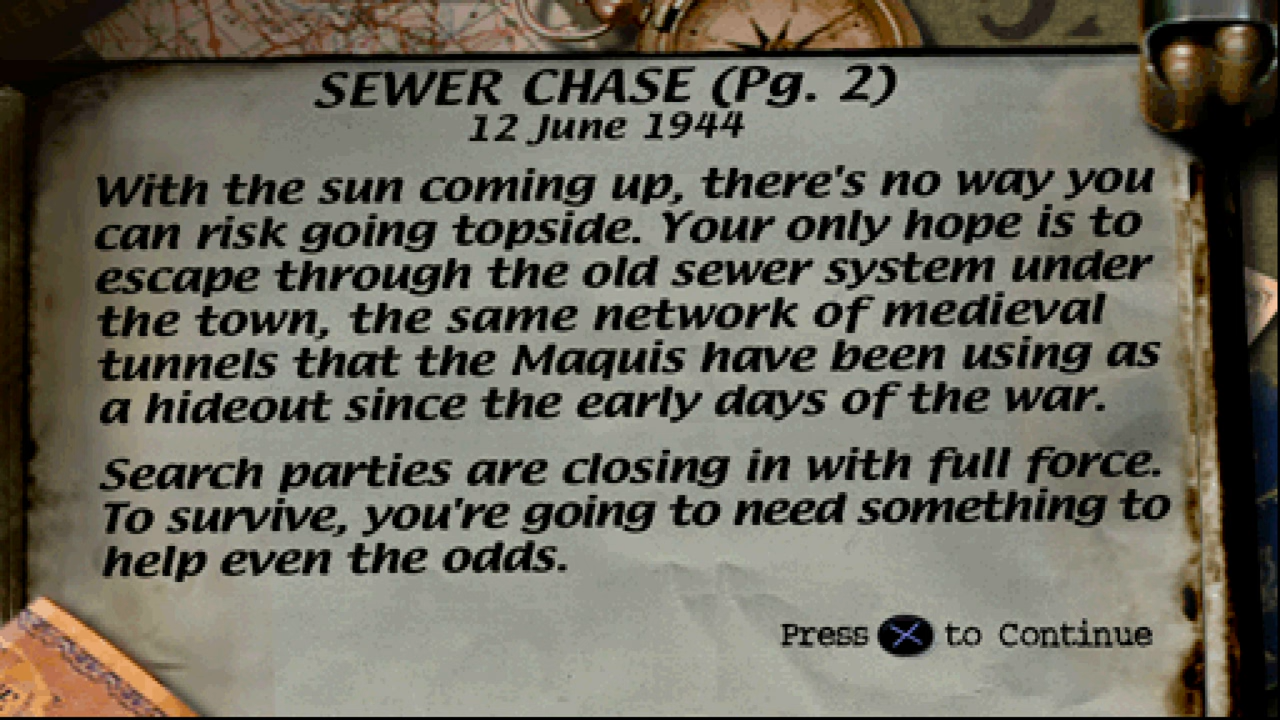 SEWER CHASE (Pg. 2)
12 June 1944
With the sun coming up, there's no way you
can risk going topside. Your only hope is to
escape through the old sewer system under
the town, the same network of medieval
tunnels that the Maquis have been using as
a hideout since the early days of the war.
Search parties are closing in with full force.
To survive, you're going to need something to
help even the odds.
Press X to Continue